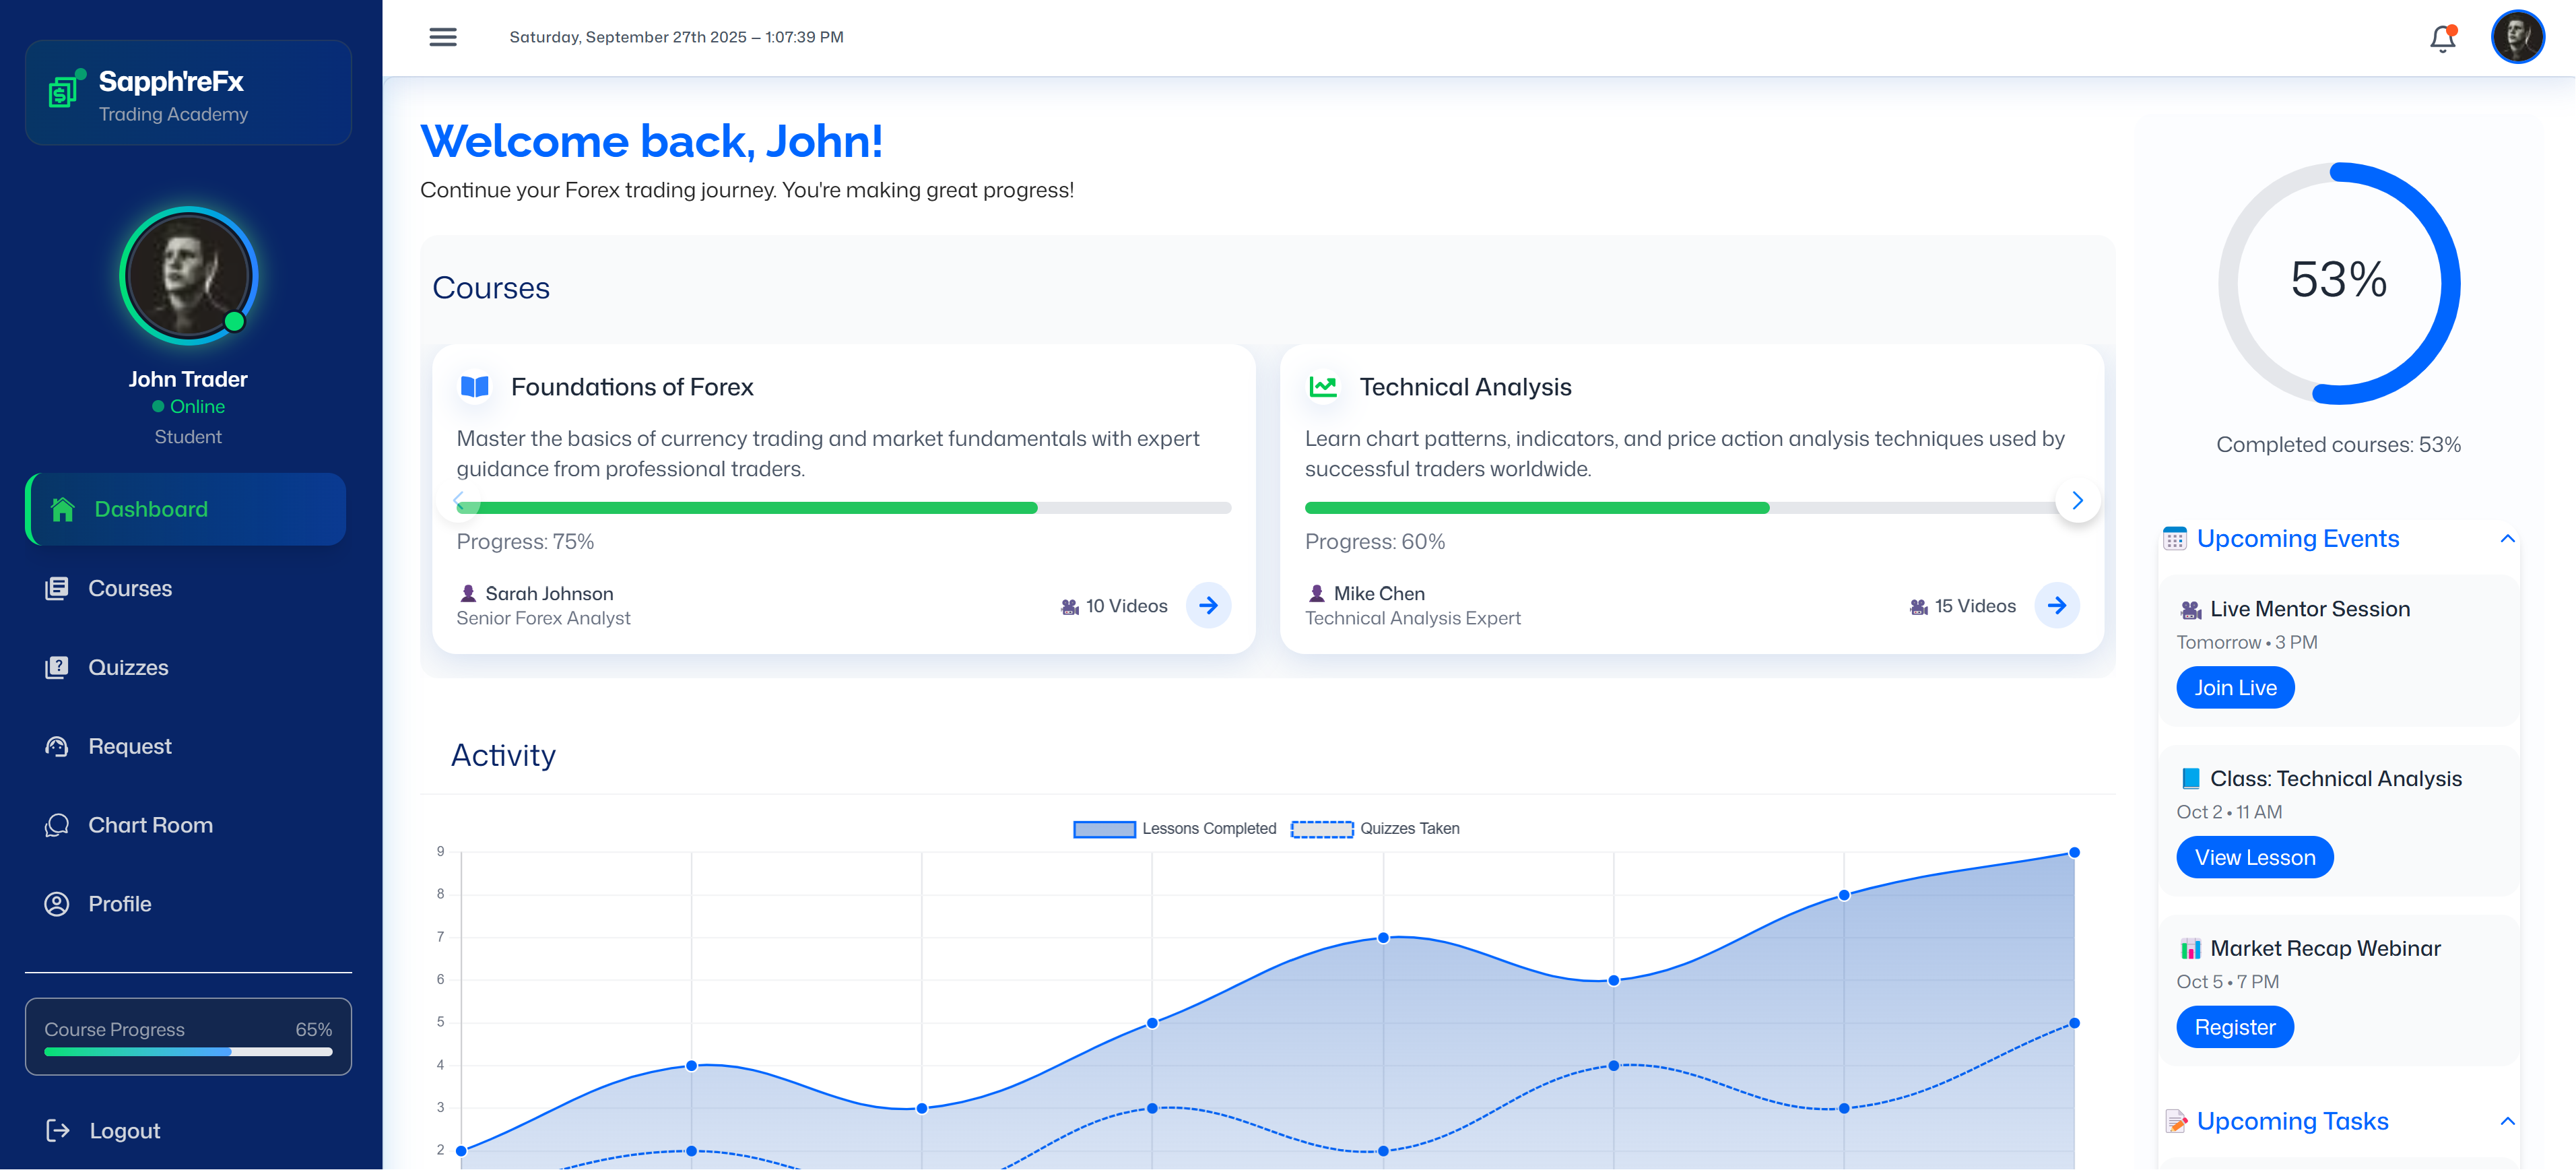 Sapph'reFx
Trading Academy
John Trader
Online
Student
Dashboard
Courses
Quizzes
Request
Chart Room
Profile
Course Progress 65%
Logout
Saturday, September 27th 2025 – 1:07:39 PM
Welcome back, John!
Continue your Forex trading journey. You're making great progress!
Courses
Foundations of Forex
Master the basics of currency trading and market fundamentals with expert
guidance from professional traders.
Progress: 75%
Sarah Johnson
Senior Forex Analyst
10 Videos
Technical Analysis
Learn chart patterns, indicators, and price action analysis techniques used by
successful traders worldwide.
Progress: 60%
Mike Chen
Technical Analysis Expert
15 Videos
Activity
Lessons Completed Quizzes Taken
9
8
7
6
5
4
3
2
53%
Completed courses: 53%
Upcoming Events
Live Mentor Session
Tomorrow • 3 PM
Join Live
Class: Technical Analysis
Oct 2 • 11 AM
View Lesson
Market Recap Webinar
Oct 5 • 7 PM
Register
Upcoming Tasks